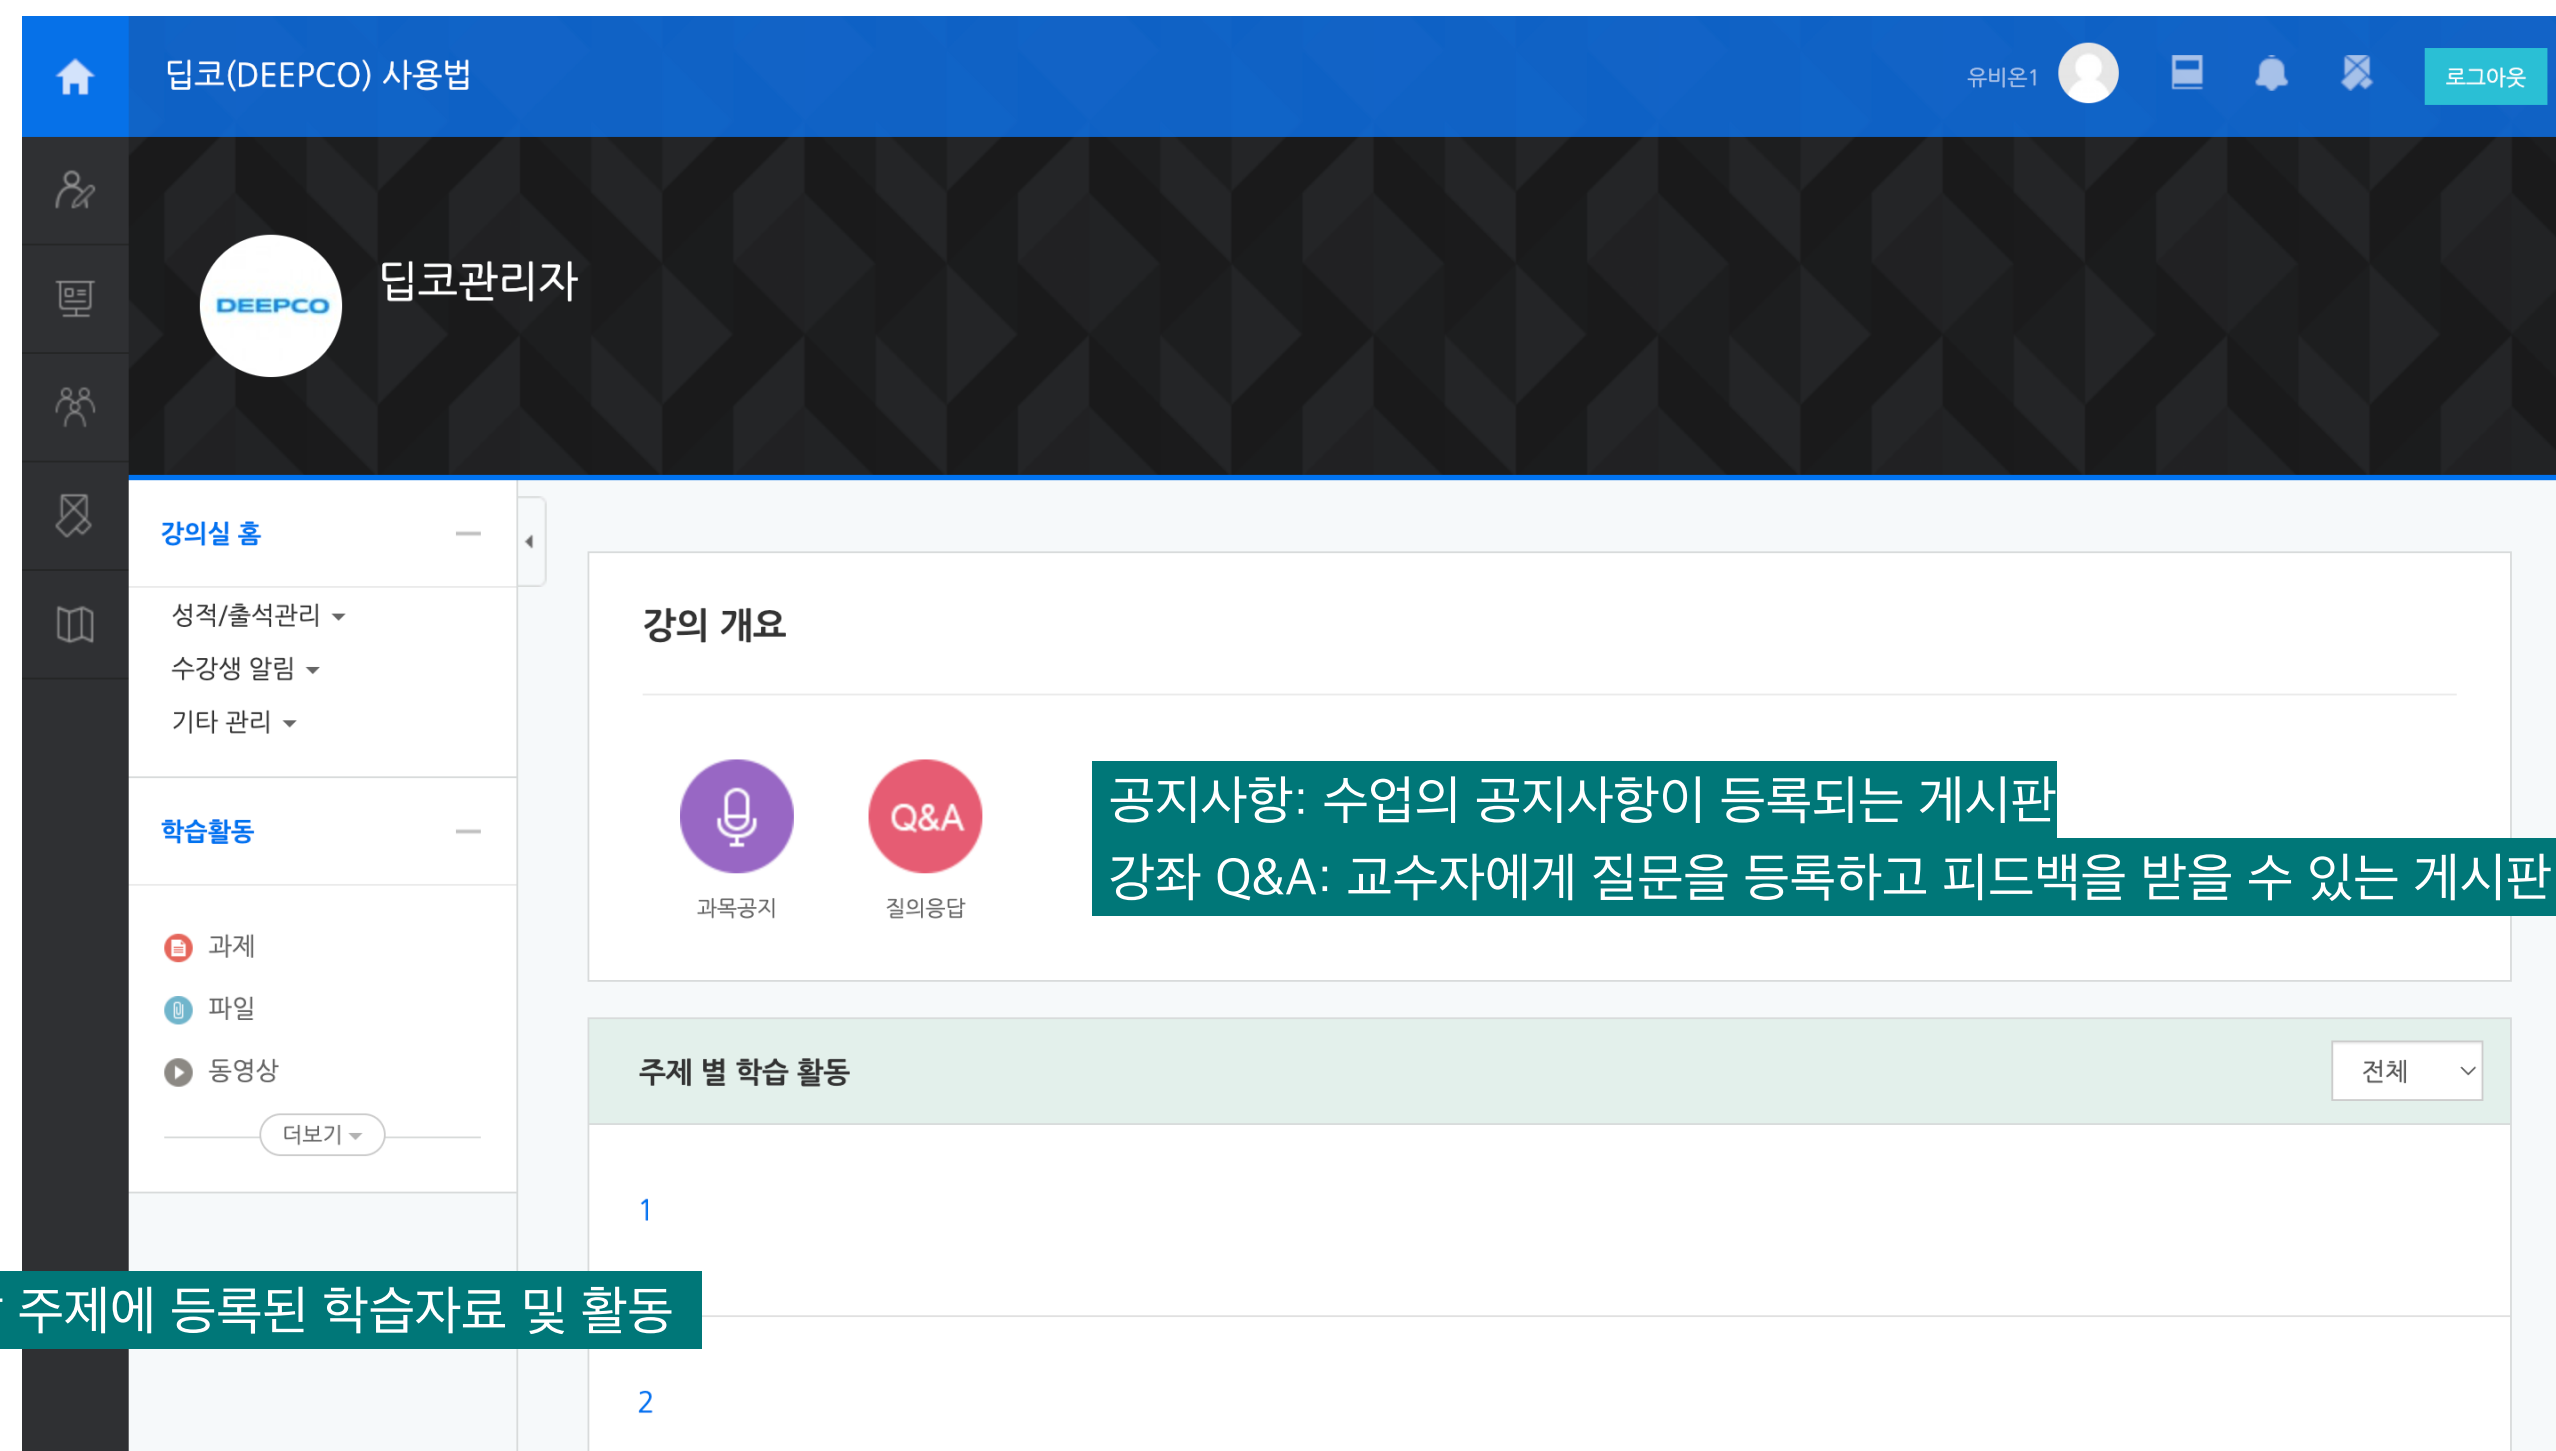 딥코(DEEPCO) 사용법
유비온1
로그아웃
DEEPCO
딥코관리자
강의실 홈
성적/출석관리
수강생 알림
기타 관리
학습활동
과제
파일
동영상
더보기
강의 개요
Q&A
과목공지
질의응답
공지사항: 수업의 공지사항이 등록되는 게시판
강좌 Q&A: 교수자에게 질문을 등록하고 피드백을 받을 수 있는 게시판
주제 별 학습 활동
전체
1
주제에 등록된 학습자료 및 활동
2